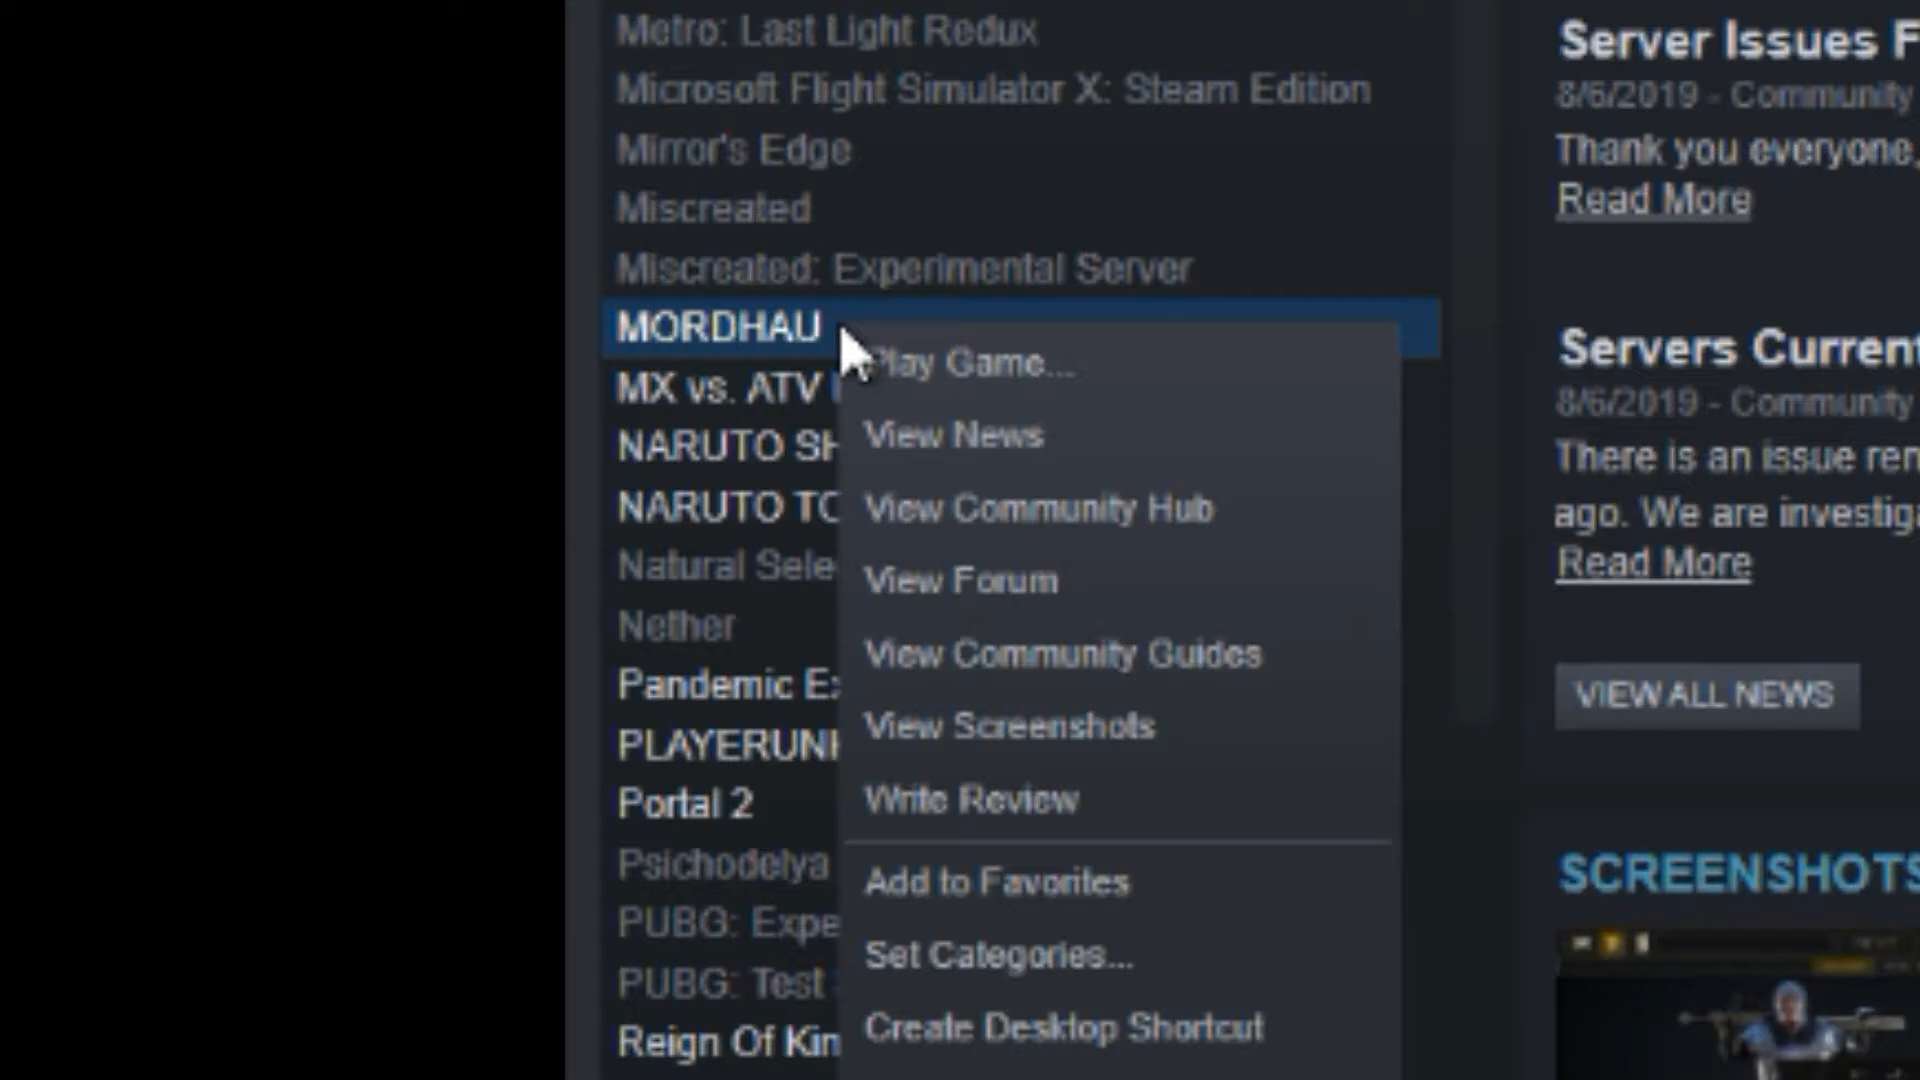 Metro: Last Light Redux
Microsoft Flight Simulator X: Steam Edition
Mirror's Edge
Miscreated
Miscreated: Experimental Server
MORDHAU
MX vs. ATV
NARUTO SH
NARUTO TO
Natural Sele
Nether
Pandemic Ex
PLAYERUNK
Portal 2
Psichodelya
PUBG: Expe
PUBG: Test
Reign Of Kin
Play Game...
View News
View Community Hub
View Forum
View Community Guides
View Screenshots
Write Review
Add to Favorites
Set Categories...
Create Desktop Shortcut
Server Issues F
8/6/2019 - Community
Thank you everyone,
Read More
Servers Current
8/6/2019 - Community
There is an issue ren
ago. We are investiga
Read More
VIEW ALL NEWS
SCREENSHOTS